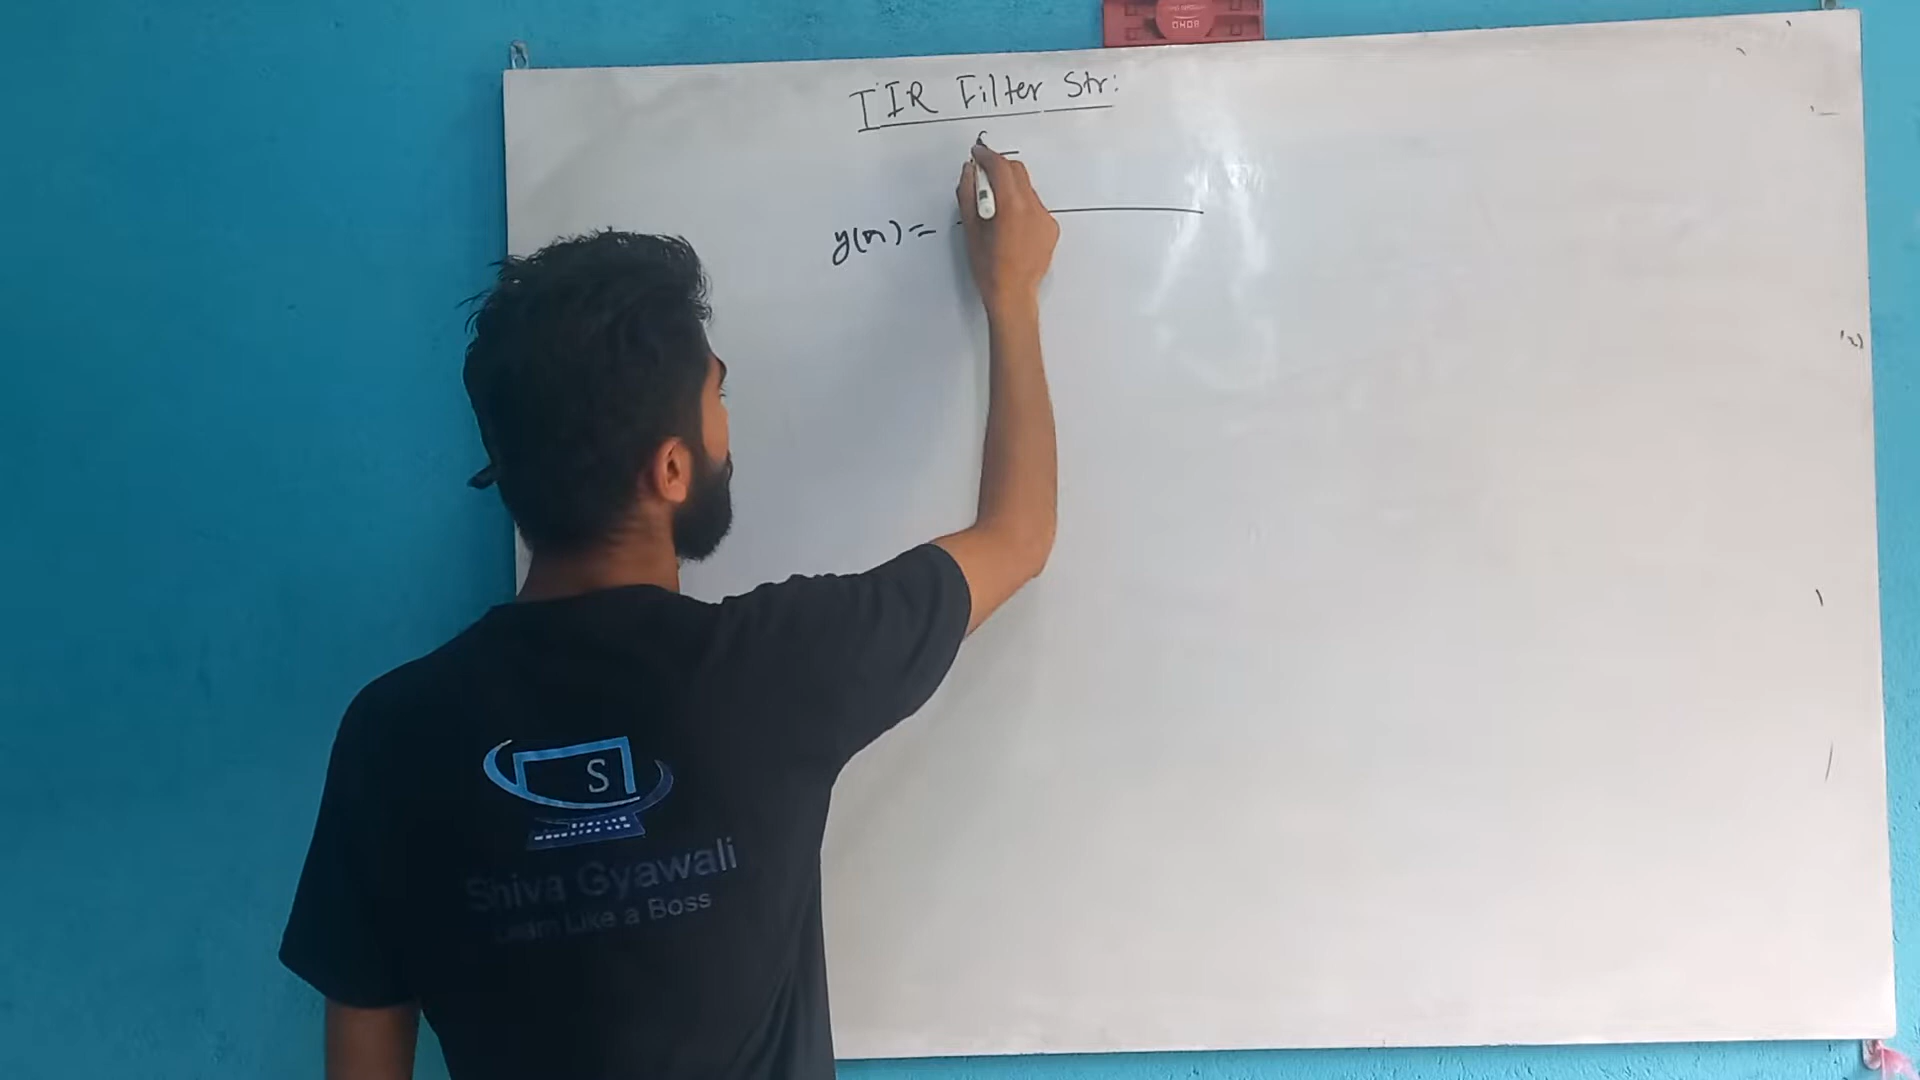 IIR Filter Str:
y(n) =
S
Shiva Gyawali
Learn Like a Boss